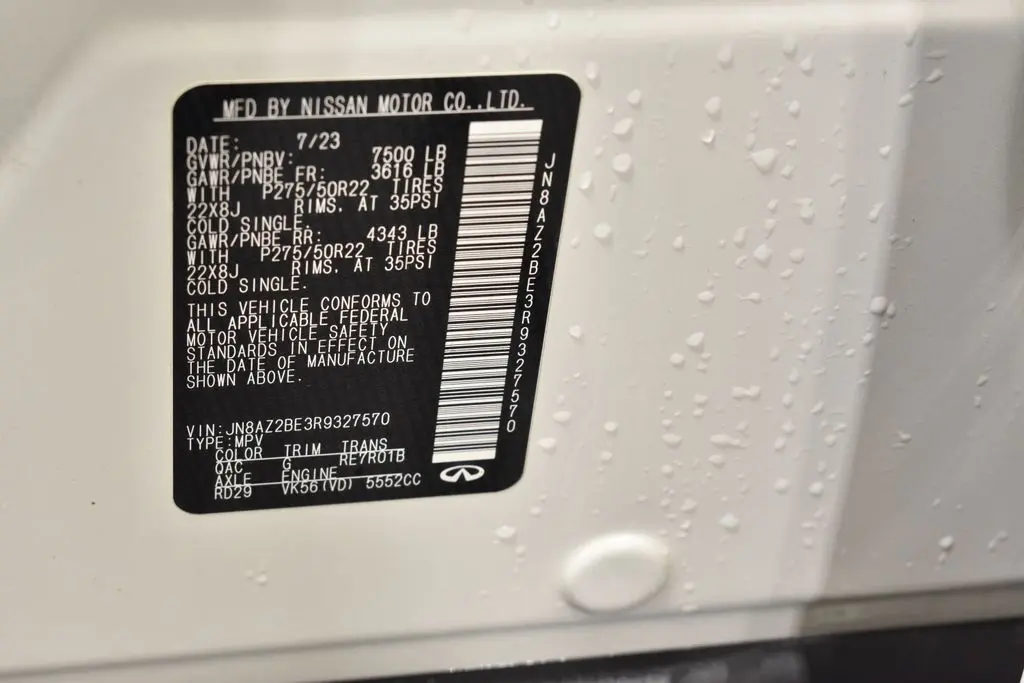 MFD BY NISSAN MOTOR CO.,LTD.
DATE: 7/23
GVWR/PNBV: 7500 LB
GAWR/PNBE FR: 3616 LB
WITH P275/50R22 TIRES
22X8J RIMS. AT 35PSI
COLD SINGLE.
GAWR/PNBE RR: 4343 LB
WITH P275/50R22 TIRES
22X8J RIMS. AT 35PSI
COLD SINGLE.
THIS VEHICLE CONFORMS TO
ALL APPLICABLE FEDERAL
MOTOR VEHICLE SAFETY
STANDARDS IN EFFECT ON
THE DATE OF MANUFACTURE
SHOWN ABOVE.
VIN:JN8AZ2BE3R9327570
TYPE:MPV
COLOR TRIM TRANS
QAC G RE7R01B
AXLE ENGINE
RD29 VK56(VD) 5552CC
JN8AZ2BE3R9327570